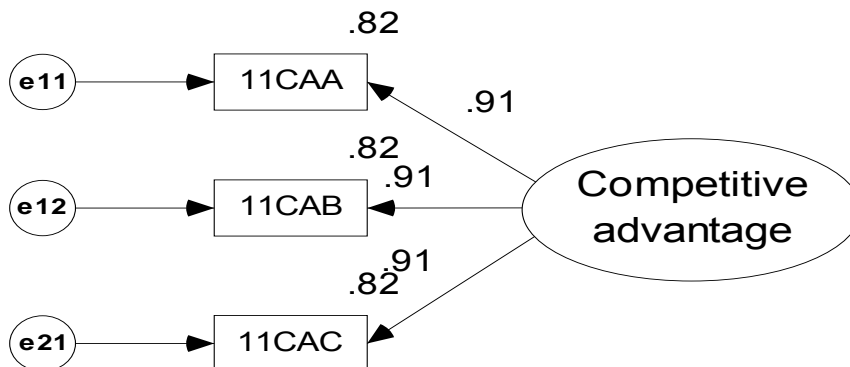 .82
e11
11CAA
.91
.82
.91
e12
11CAB
Competitive
advantage
.91
.82
e21
11CAC